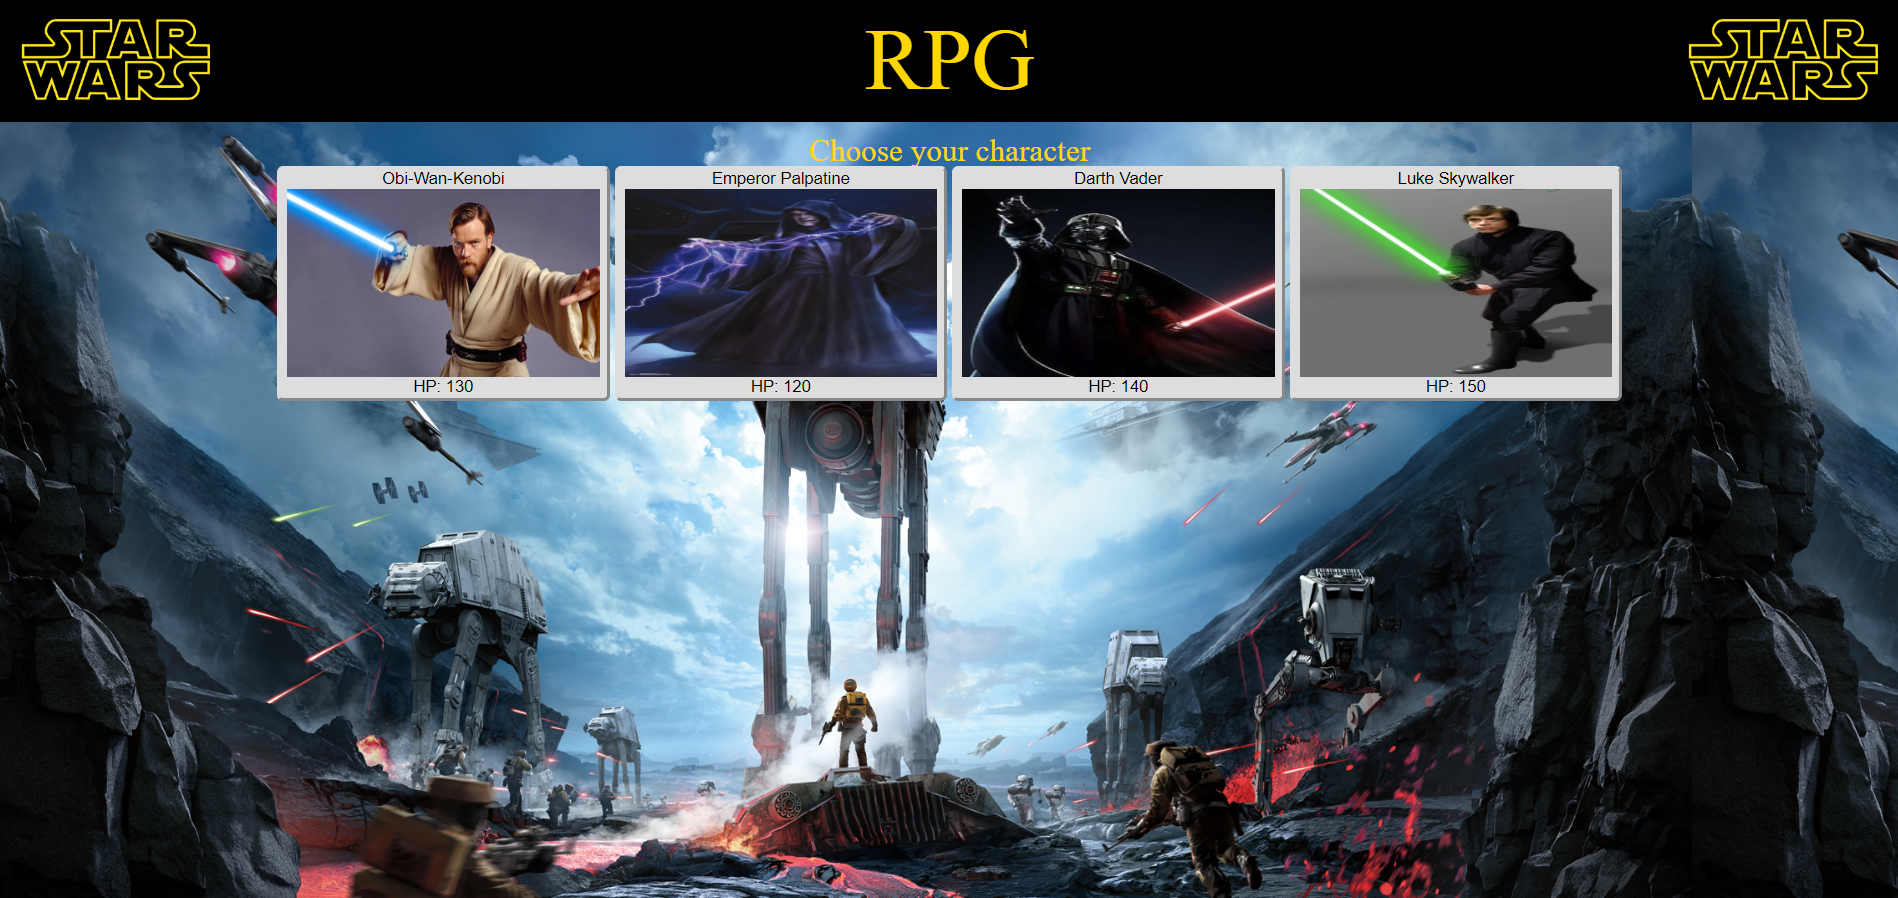 STAR
WARS
RPG
STAR
WARS
Choose your character
Obi-Wan-Kenobi
Emperor Palpatine
Darth Vader
Luke Skywalker
HP: 130
HP: 120
HP: 140
HP: 150